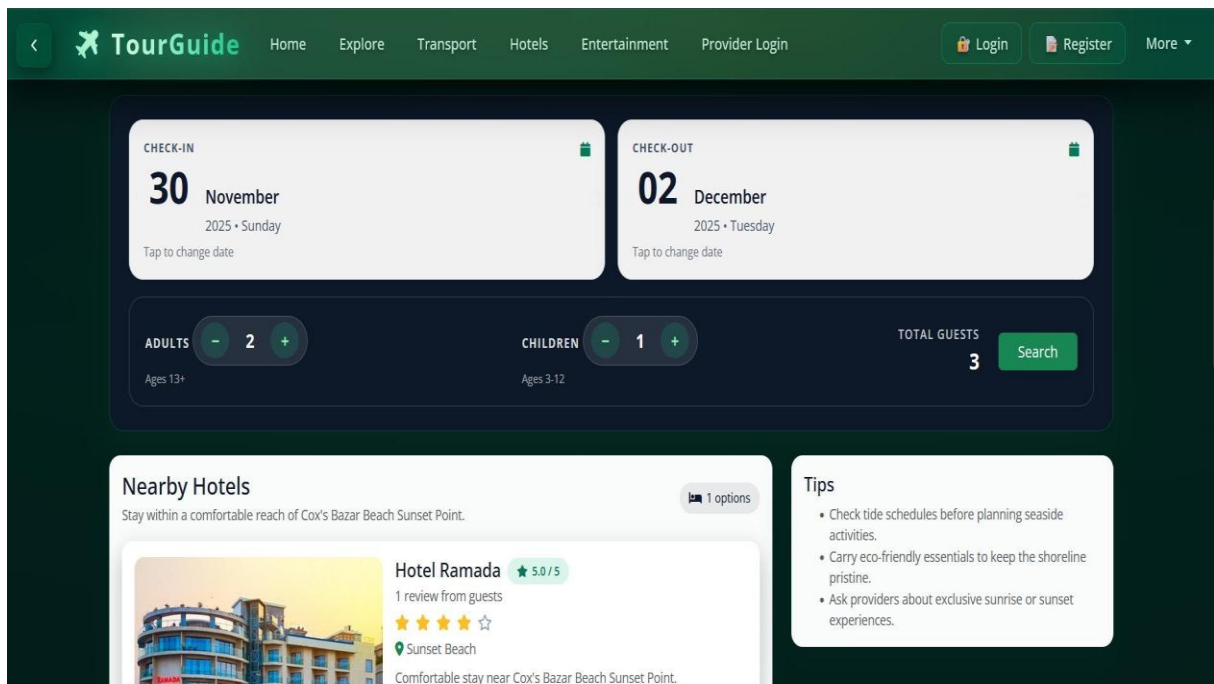 TourGuide
Home
Explore
Transport
Hotels
Entertainment
Provider Login
Login
Register
More
CHECK-IN
30 November
2025 • Sunday
Tap to change date
CHECK-OUT
02 December
2025 • Tuesday
Tap to change date
ADULTS - 2 +
Ages 13+
CHILDREN - 1 +
Ages 3-12
TOTAL GUESTS
3
Search
Nearby Hotels
Stay within a comfortable reach of Cox's Bazar Beach Sunset Point.
1 options
Hotel Ramada
5.0 / 5
1 review from guests
Sunset Beach
Comfortable stay near Cox's Bazar Beach Sunset Point.
RAMADA
Tips
• Check tide schedules before planning seaside
activities.
• Carry eco-friendly essentials to keep the shoreline
pristine.
• Ask providers about exclusive sunrise or sunset
experiences.